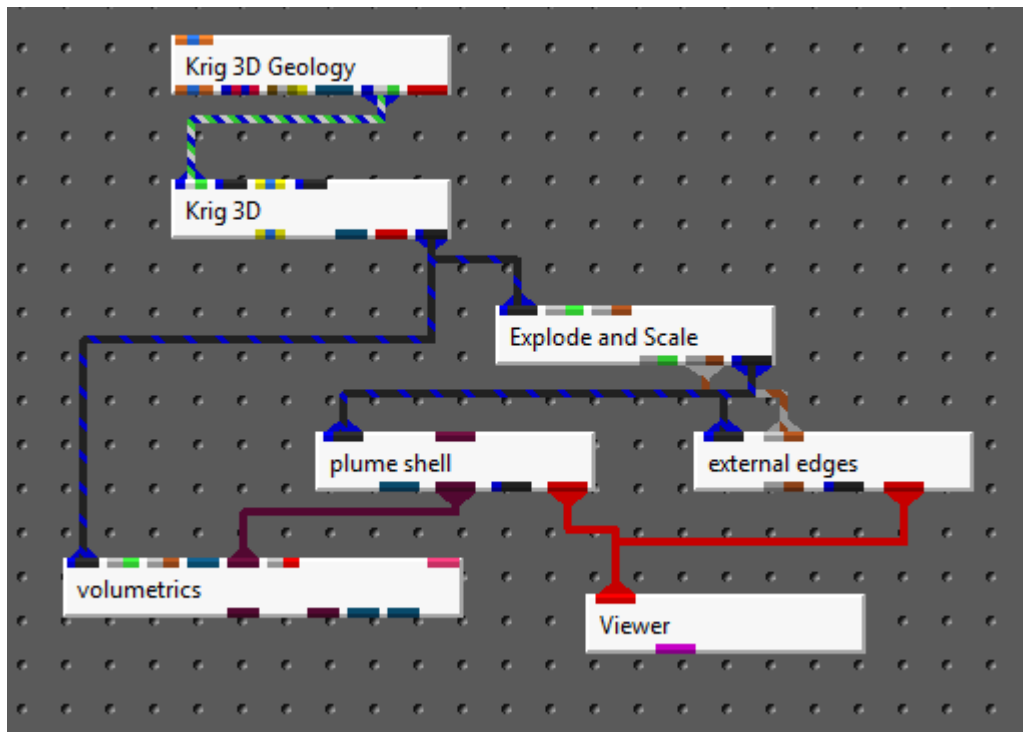 Krig 3D Geology
Krig 3D
Explode and Scale
plume shell
external edges
volumetrics
Viewer